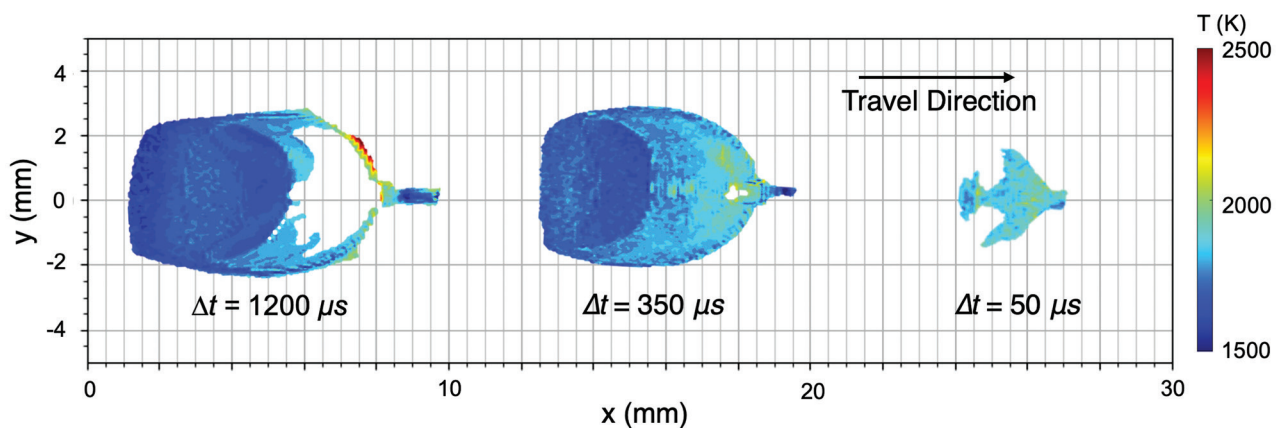 T (K)
2500
2000
1500
4
2
0
-2
-4
y (mm)
Travel Direction
Δt = 1200 μs
Δt = 350 μs
Δt = 50 μs
0
10
20
30
x (mm)